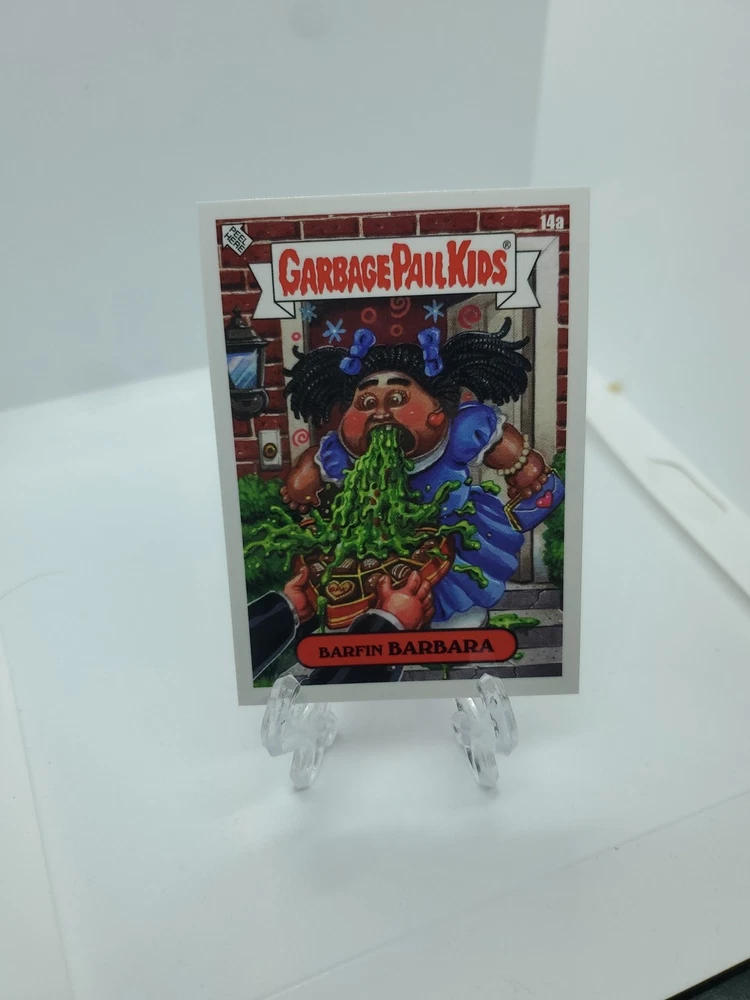 PEEL HERE
14a
GARBAGE PAIL KIDS®
BARFIN BARBARA